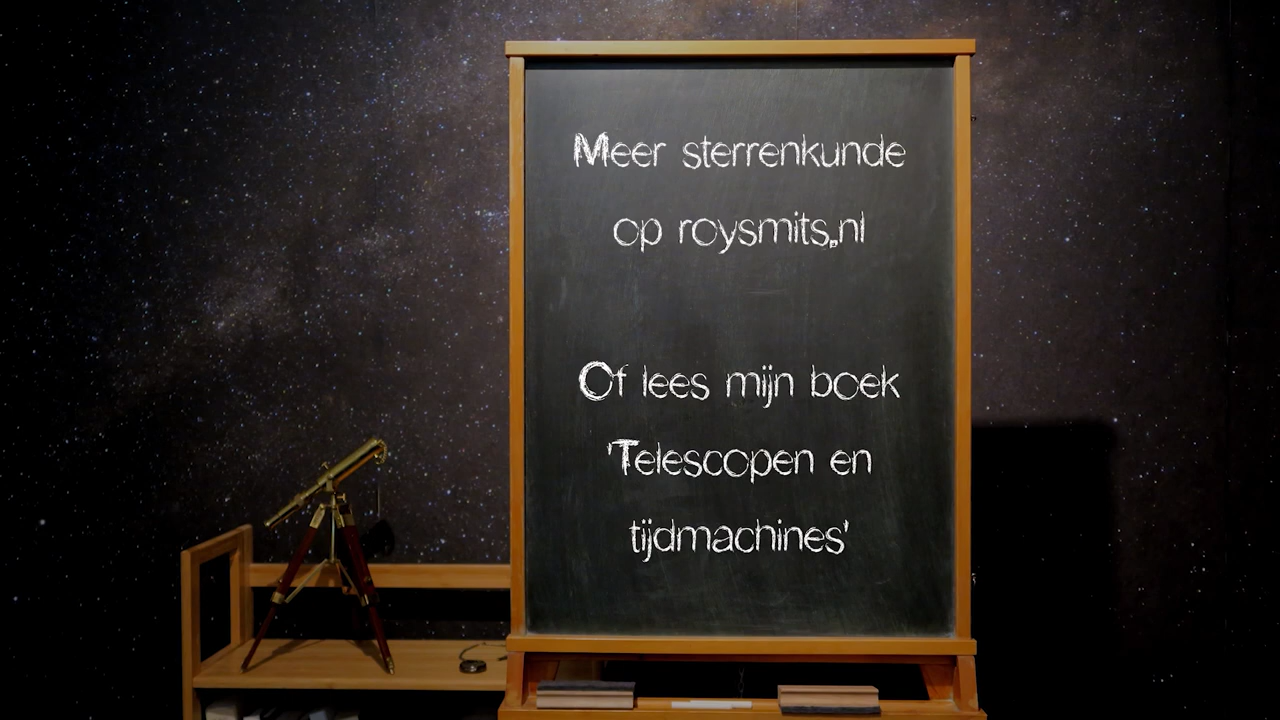 Meer sterrenkunde
op roysmits.nl
Of lees mijn boek
'Telescopen en
tijdmachines'